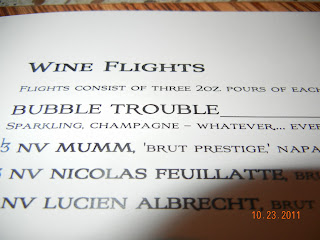 WINE FLIGHTS
FLIGHTS CONSIST OF THREE 2OZ. POURS OF EACH
BUBBLE TROUBLE
SPARKLING, CHAMPAGNE – WHATEVER,... EVER
NV MUMM, 'BRUT PRESTIGE,' NAPA
NV NICOLAS FEUILLATTE, BRU
NV LUCIEN ALBRECHT, BRUT
10.23.2011